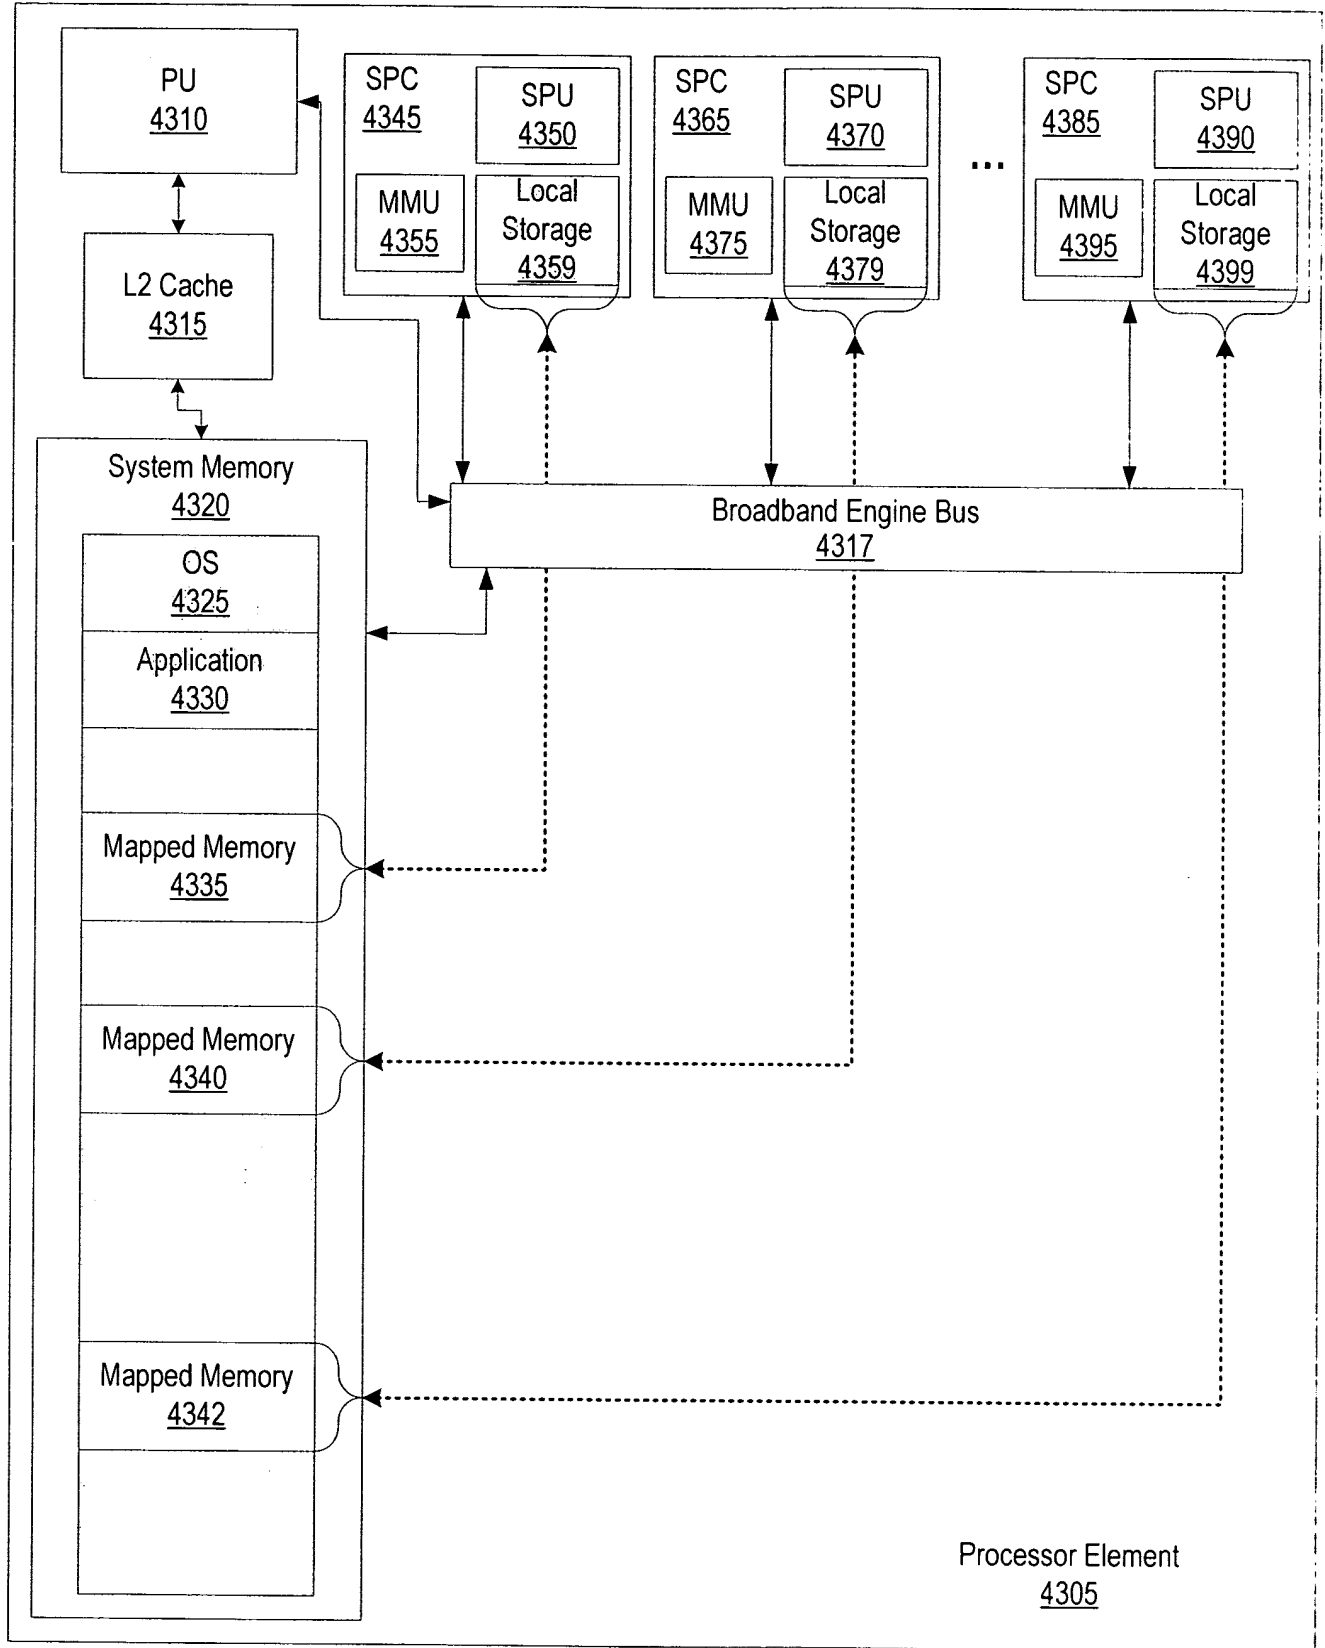 PU
4310
L2 Cache
4315
SPC
4345
SPU
4350
MMU
4355
Local
Storage
4359
SPC
4365
SPU
4370
MMU
4375
Local
Storage
4379
...
SPC
4385
SPU
4390
MMU
4395
Local
Storage
4399
Broadband Engine Bus
4317
System Memory
4320
OS
4325
Application
4330
Mapped Memory
4335
Mapped Memory
4340
Mapped Memory
4342
Processor Element
4305